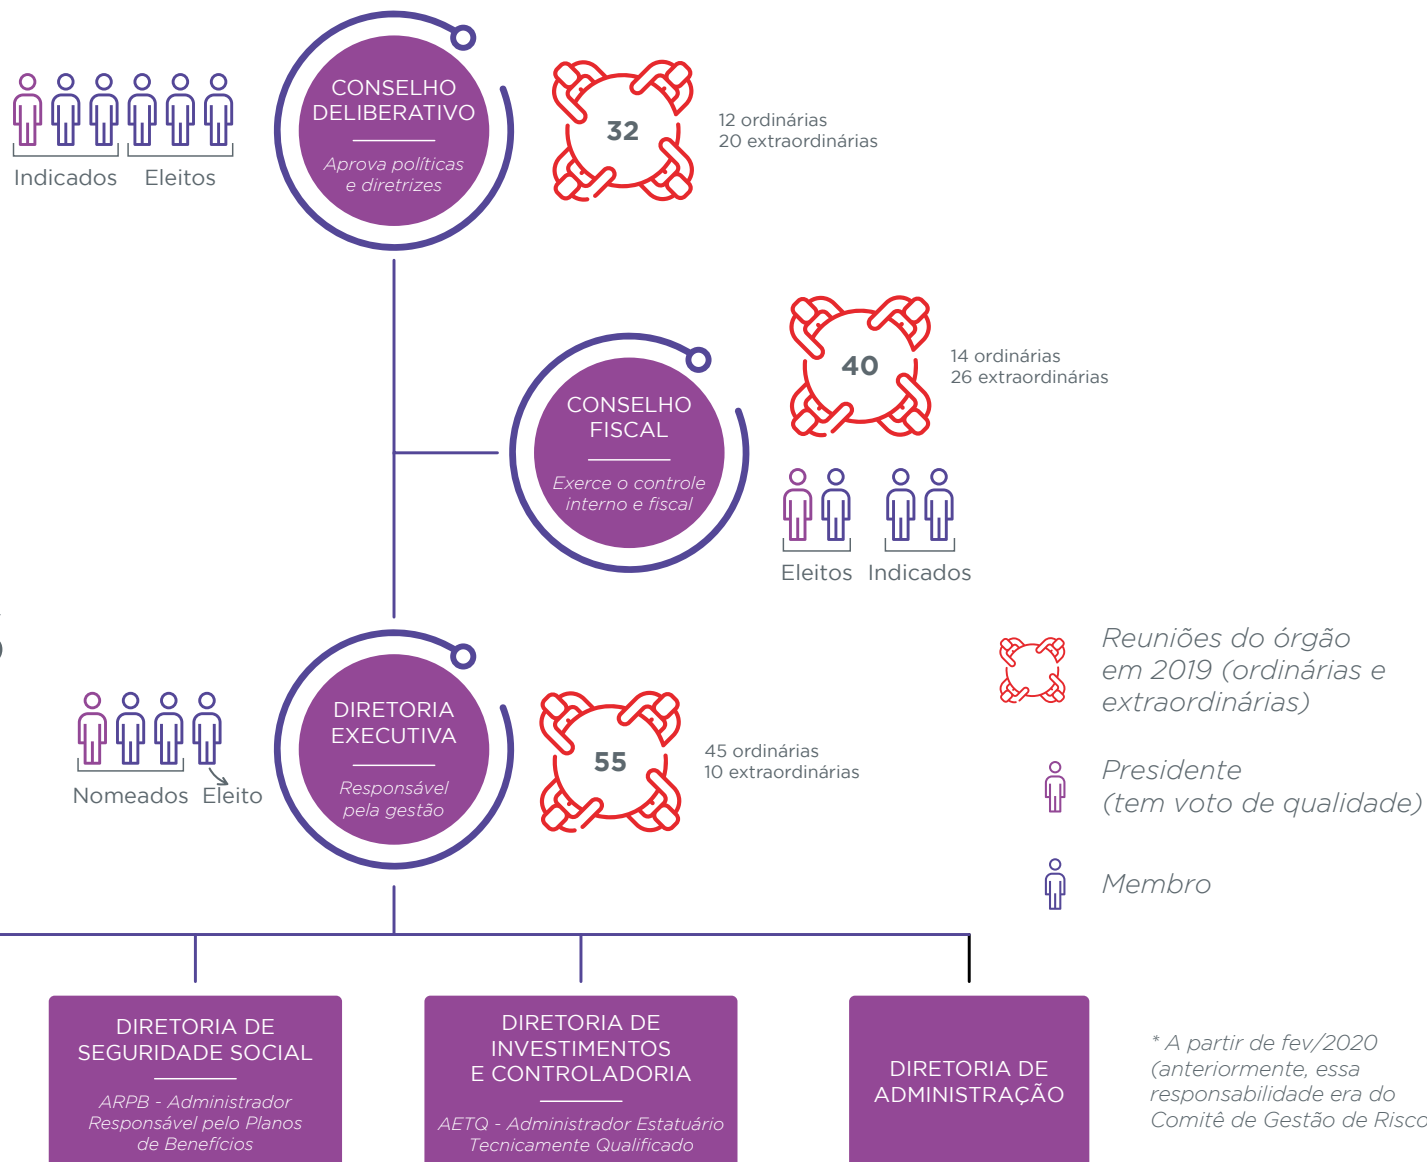 CONSELHO
DELIBERATIVO
Aprova políticas
e diretrizes
Indicados Eleitos
32
12 ordinárias
20 extraordinárias
CONSELHO
FISCAL
Exerce o controle
interno e fiscal
40
14 ordinárias
26 extraordinárias
Eleitos Indicados
DIRETORIA
EXECUTIVA
Responsável
pela gestão
Nomeados Eleito
55
45 ordinárias
10 extraordinárias
Reuniões do órgão
em 2019 (ordinárias e
extraordinárias)
Presidente
(tem voto de qualidade)
Membro
DIRETORIA DE
SEGURIDADE SOCIAL
ARPB - Administrador
Responsável pelo Planos
de Benefícios
DIRETORIA DE
INVESTIMENTOS
E CONTROLADORIA
AETQ - Administrador Estatuário
Tecnicamente Qualificado
DIRETORIA DE
ADMINISTRAÇÃO
* A partir de fev/2020
(anteriormente, essa
responsabilidade era do
Comitê de Gestão de Risco